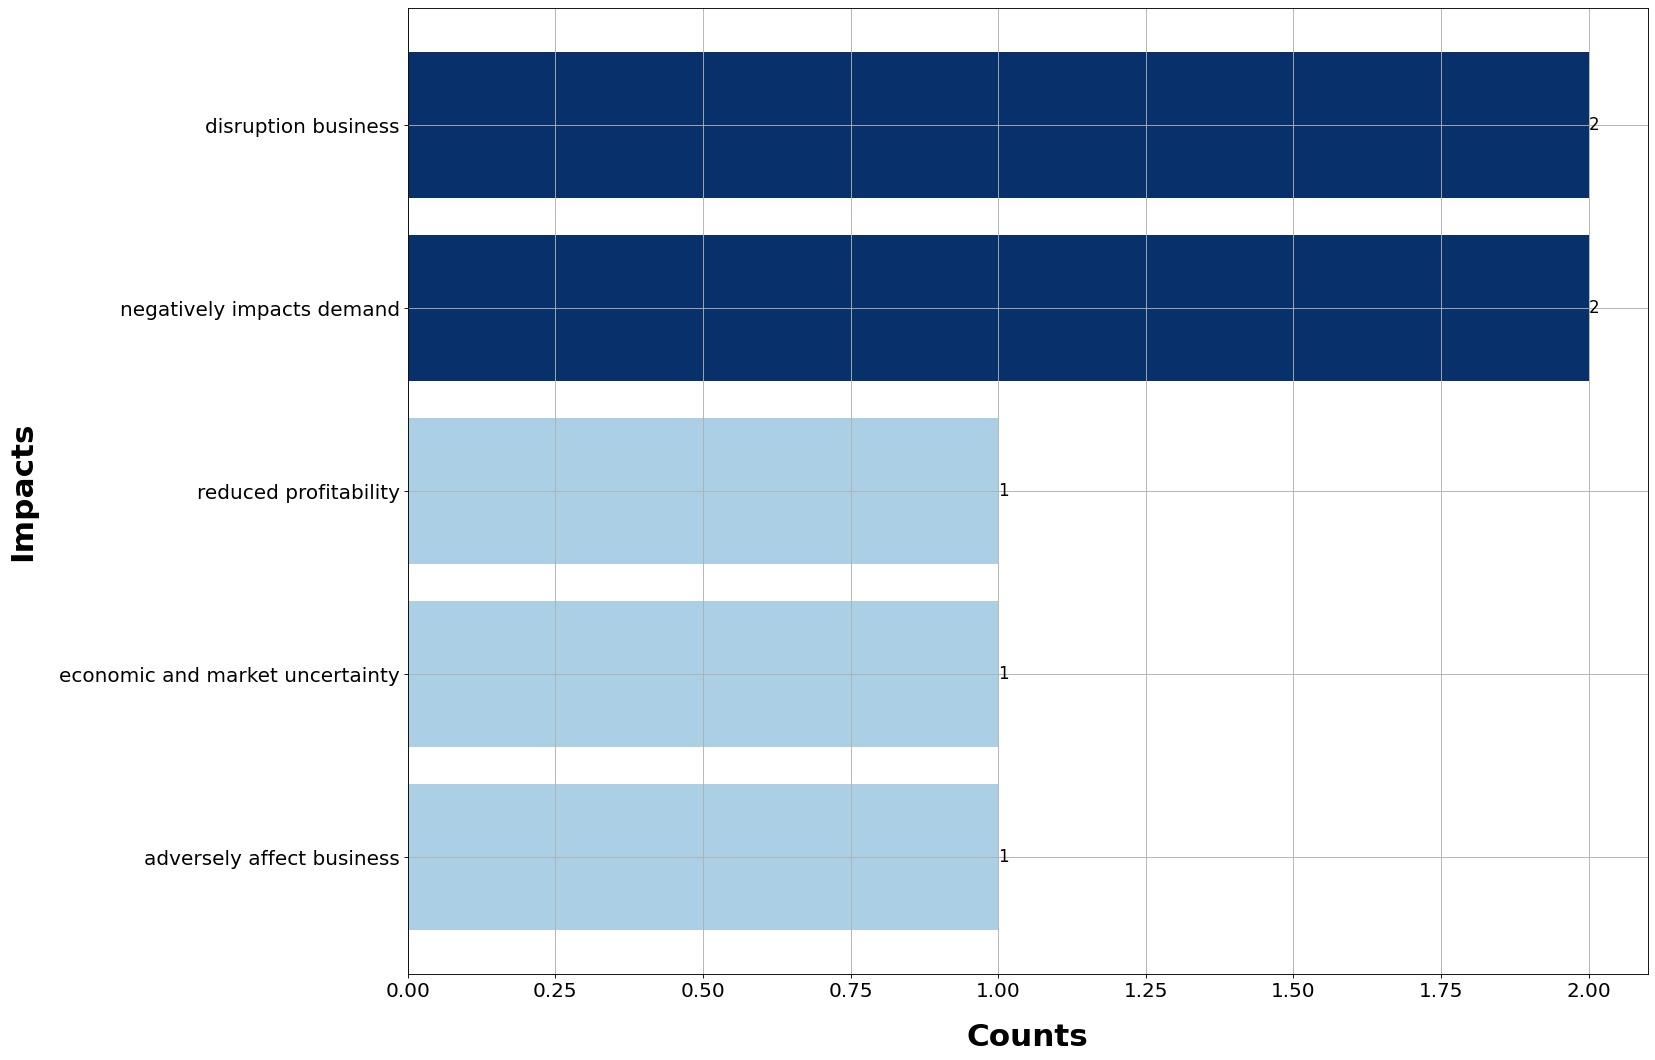 disruption business
2
negatively impacts demand
2
Impacts
reduced profitability
1
economic and market uncertainty
1
adversely affect business
1
0.00 0.25 0.50 0.75 1.00 1.25 1.50 1.75 2.00
Counts